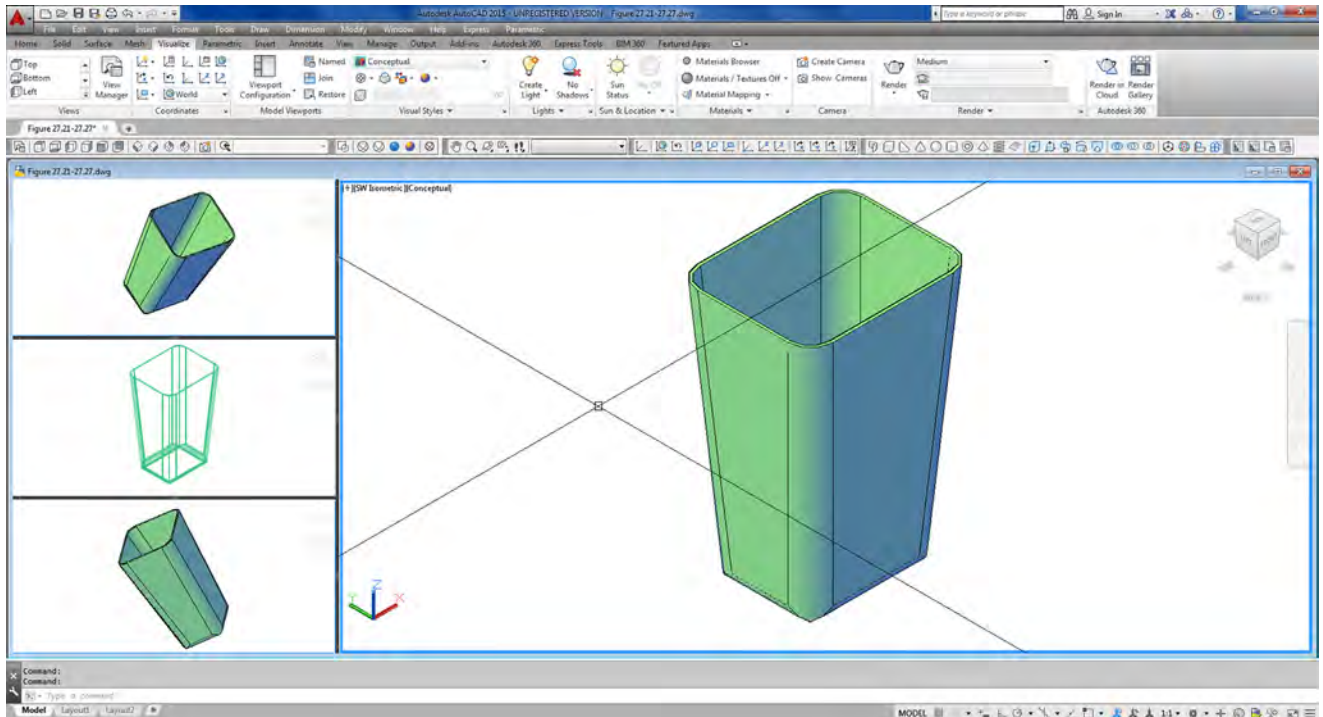 Autodesk AutoCAD 2015 - UNREGISTERED VERSION Figure 27.21-27.27.dwg
Type a keyword or phrase
Sign In
File Edit View Insert Format Tools Draw Dimension Modify Window Help Express Parametric
Home Solid Surface Mesh Visualize Parametric Insert Annotate View Manage Output Add-ins Autodesk 360 Express Tools BIM 360 Featured Apps
Top
Bottom
Left
View
Manager
World
Viewport
Configuration
Named
Join
Restore
Conceptual
Create
Light
No
Shadows
Sun
Status
Materials Browser
Materials / Textures Off
Material Mapping
Create Camera
Show Cameras
Render
Medium
Render in
Cloud
Render
Gallery
Views
Coordinates
Model Viewports
Visual Styles
Lights
Sun & Location
Materials
Camera
Render
Autodesk 360
Figure 27.21-27.27*
Figure 27.21-27.27.dwg
[+][SW Isometric][Conceptual]
Z
Y
X
Command:
Command:
Type a command
Model Layout1 Layout2
MODEL
1:1